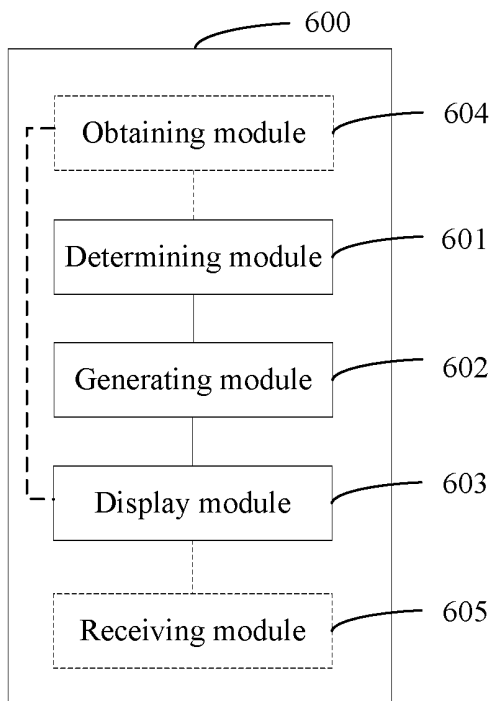 600
Obtaining module
604
Determining module
601
Generating module
602
Display module
603
Receiving module
605